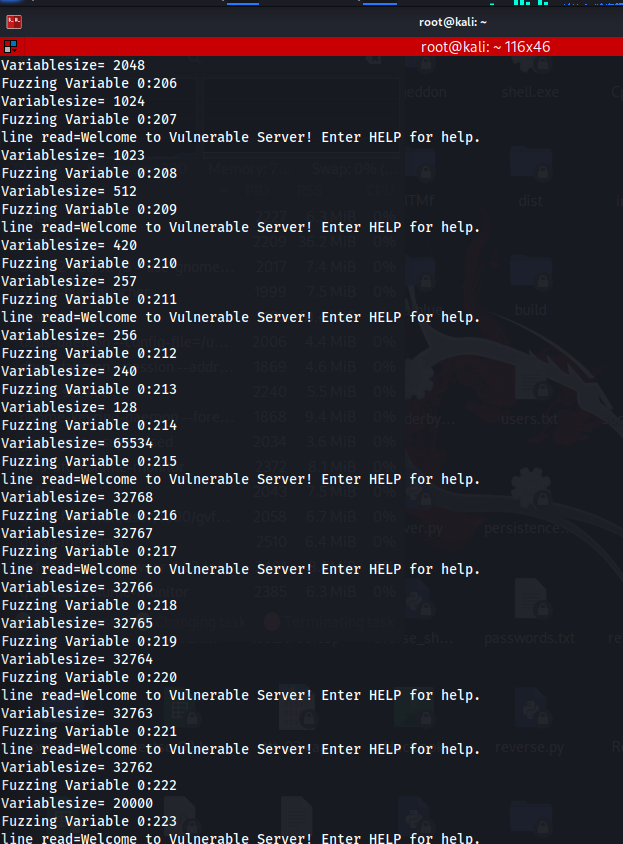 root@kali: ~
root@kali: ~ 116x46
Variablesize= 2048
Fuzzing Variable 0:206
Variablesize= 1024
Fuzzing Variable 0:207
line read=Welcome to Vulnerable Server! Enter HELP for help.
Variablesize= 1023
Fuzzing Variable 0:208
Variablesize= 512
Fuzzing Variable 0:209
line read=Welcome to Vulnerable Server! Enter HELP for help.
Variablesize= 420
Fuzzing Variable 0:210
Variablesize= 257
Fuzzing Variable 0:211
line read=Welcome to Vulnerable Server! Enter HELP for help.
Variablesize= 256
Fuzzing Variable 0:212
Variablesize= 240
Fuzzing Variable 0:213
Variablesize= 128
Fuzzing Variable 0:214
Variablesize= 65534
Fuzzing Variable 0:215
line read=Welcome to Vulnerable Server! Enter HELP for help.
Variablesize= 32768
Fuzzing Variable 0:216
Variablesize= 32767
Fuzzing Variable 0:217
line read=Welcome to Vulnerable Server! Enter HELP for help.
Variablesize= 32766
Fuzzing Variable 0:218
Variablesize= 32765
Fuzzing Variable 0:219
Variablesize= 32764
Fuzzing Variable 0:220
line read=Welcome to Vulnerable Server! Enter HELP for help.
Variablesize= 32763
Fuzzing Variable 0:221
line read=Welcome to Vulnerable Server! Enter HELP for help.
Variablesize= 32762
Fuzzing Variable 0:222
Variablesize= 20000
Fuzzing Variable 0:223
line read=Welcome to Vulnerable Server! Enter HELP for help.
shell.exe
dist
build
users.txt
passwords.txt
reverse.py